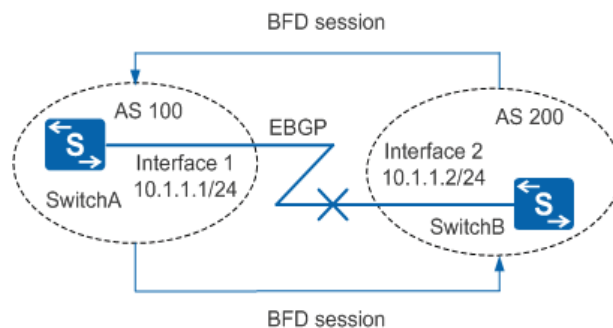 BFD session
AS 100
EBGP
AS 200
Interface 1
10.1.1.1/24
Interface 2
10.1.1.2/24
S
SwitchA
S
SwitchB
BFD session